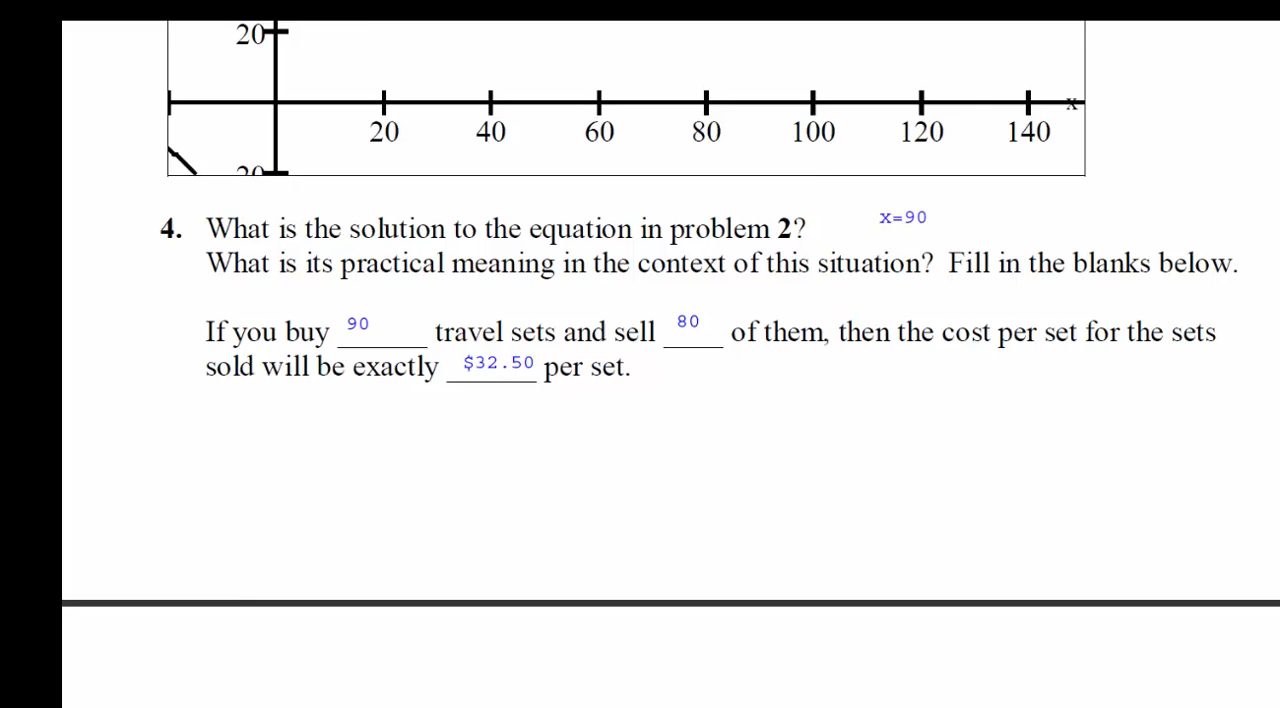 20
x
20 40 60 80 100 120 140
20
4. What is the solution to the equation in problem 2? x=90
What is its practical meaning in the context of this situation? Fill in the blanks below.
If you buy 90 travel sets and sell 80 of them, then the cost per set for the sets
sold will be exactly $32.50 per set.